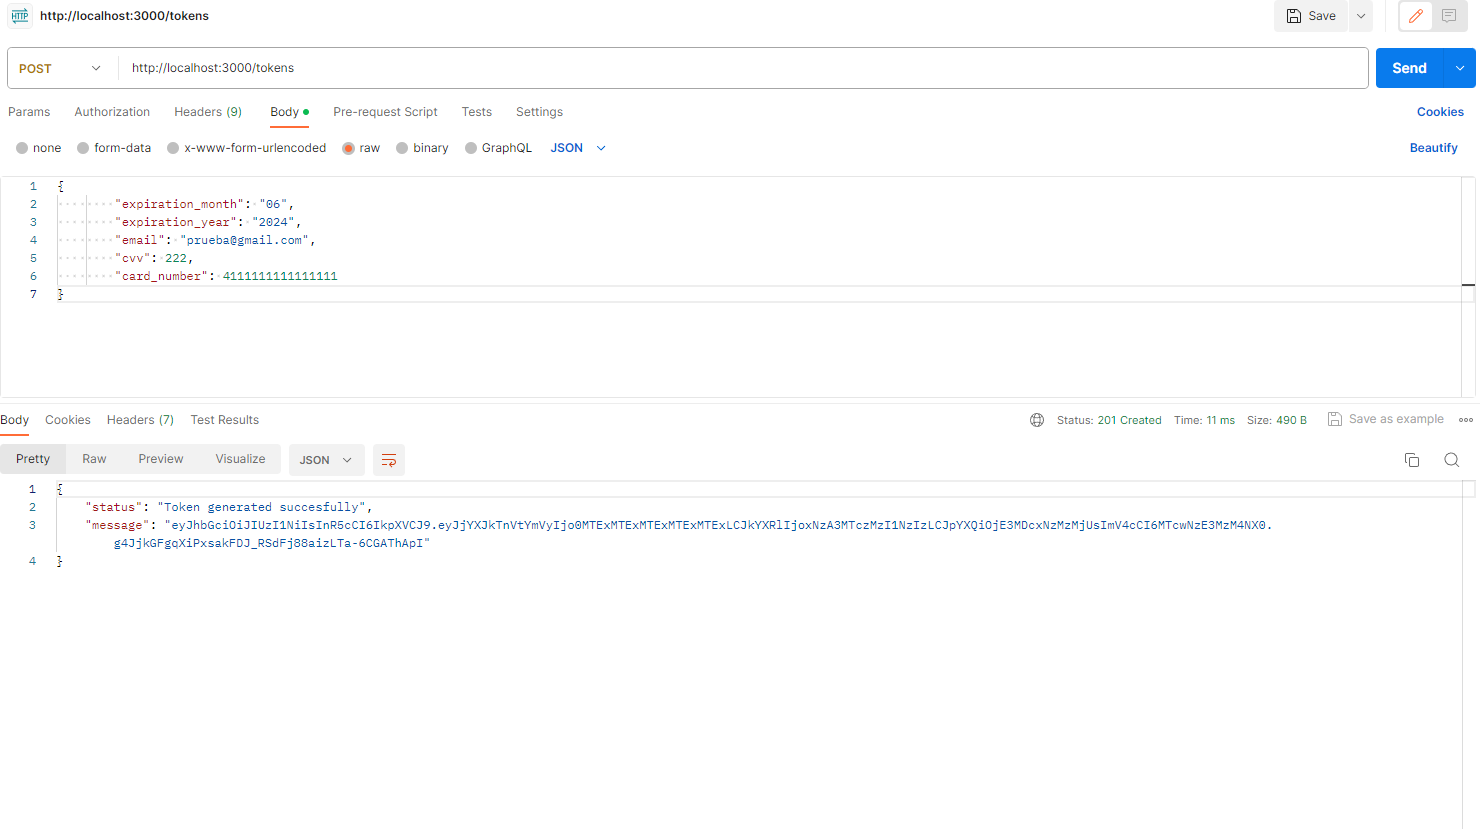 HTTP http://localhost:3000/tokens Save
POST http://localhost:3000/tokens Send
Params Authorization Headers (9) Body Pre-request Script Tests Settings Cookies
none form-data x-www-form-urlencoded raw binary GraphQL JSON Beautify
1 {
2 "expiration_month": "06",
3 "expiration_year": "2024",
4 "email": "prueba@gmail.com",
5 "cvv": 222,
6 "card_number": 4111111111111111
7 }
Body Cookies Headers (7) Test Results Status: 201 Created Time: 11 ms Size: 490 B Save as example
Pretty Raw Preview Visualize JSON
1 {
2 "status": "Token generated succesfully",
3 "message": "eyJhbGciOiJIUzI1NiIsInR5cCI6IkpXVCJ9.eyJjYXJkTnVtYmVyIjo0MTExMTExMTExMTExMTExLCJkYXRlIjoxNzA3MTczMzI1NzIzLCJpYXQiOjE3MDcxNzMzMjUsImV4cCI6MTcwNzE3MzM4NX0.
g4JjkGFgqXiPxsakFDJ_RSdFj88aizLTa-6CGAThApI"
4 }